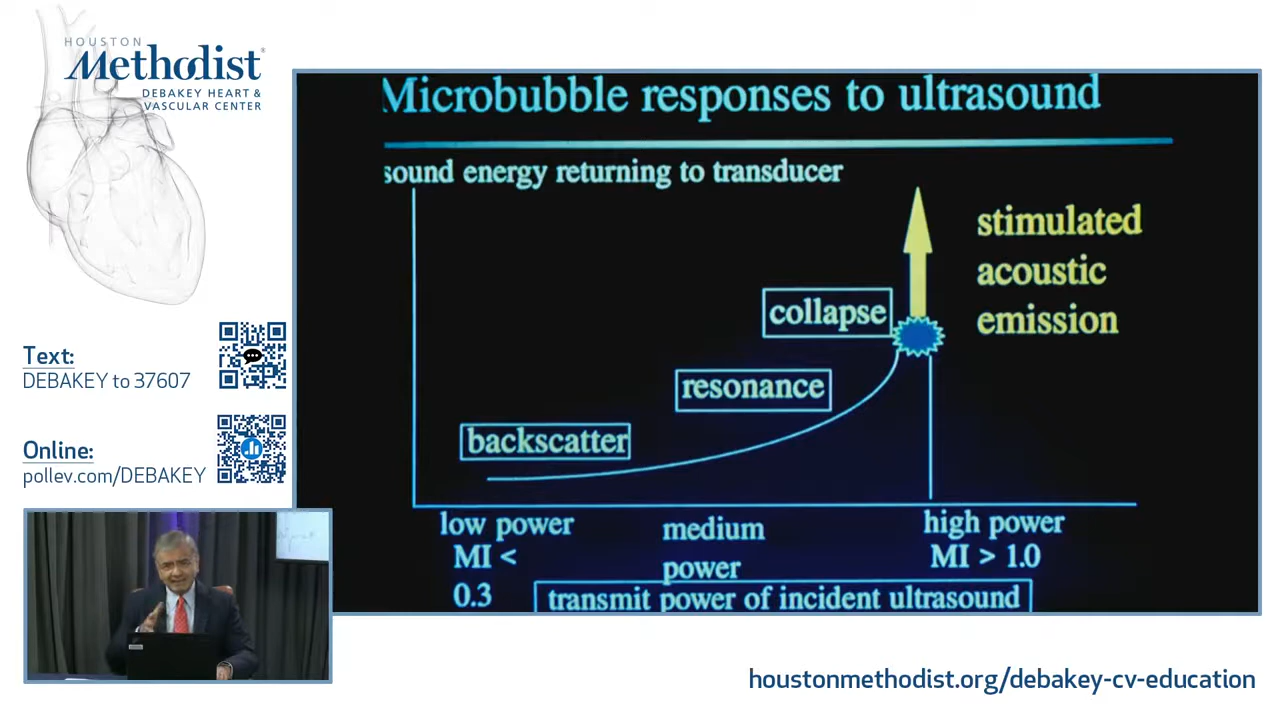 HOUSTON
Methodist®
DEBAKEY HEART &
VASCULAR CENTER
Text:
DEBAKEY to 37607
Online:
pollev.com/DEBAKEY
Microbubble responses to ultrasound
sound energy returning to transducer
stimulated
acoustic
emission
collapse
resonance
backscatter
low power
MI <
0.3
medium
power
high power
MI > 1.0
transmit power of incident ultrasound
houstonmethodist.org/debakey-cv-education